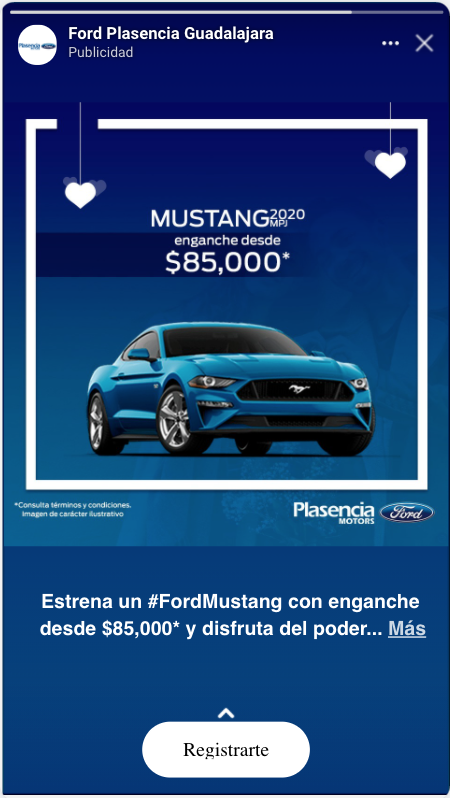 Ford Plasencia Guadalajara
Publicidad
MUSTANG 2020
MPJ
enganche desde
$85,000*
*Consulta términos y condiciones.
Imagen de carácter ilustrativo
Plasencia
MOTORS
Ford
Estrena un #FordMustang con enganche
desde $85,000* y disfruta del poder... Más
Registrarte